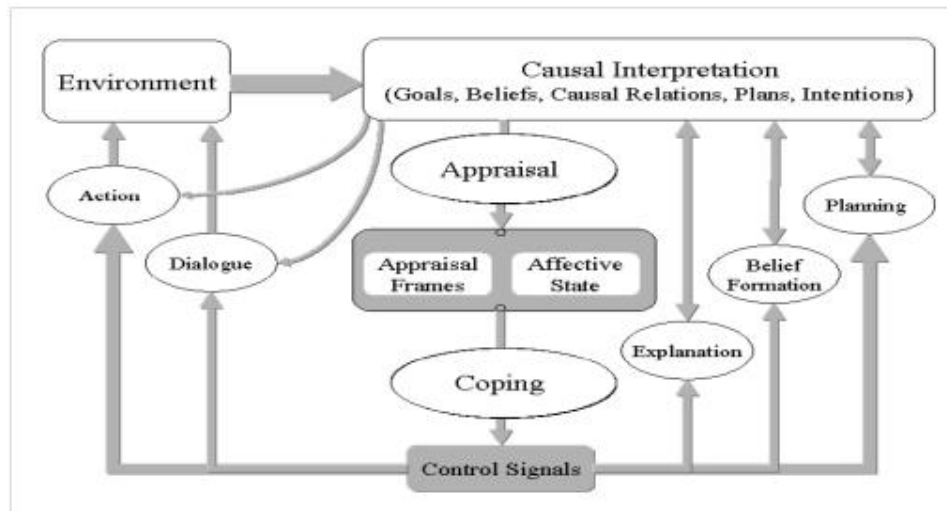 Environment
Causal Interpretation
(Goals, Beliefs, Causal Relations, Plans, Intentions)
Appraisal
Action
Planning
Dialogue
Appraisal
Frames
Affective
State
Belief
Formation
Explanation
Coping
Control Signals